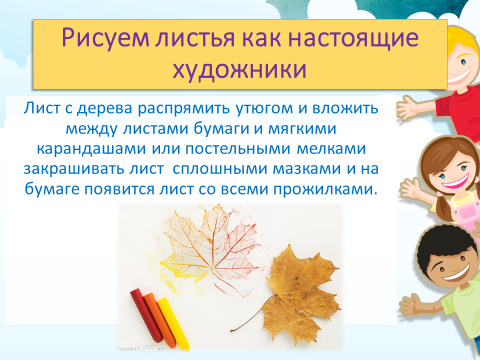 Рисуем листья как настоящие
художники
Лист с дерева распрямить утюгом и вложить
между листами бумаги и мягкими
карандашами или постельными мелками
закрашивать лист сплошными мазками и на
бумаге появится лист со всеми прожилками.